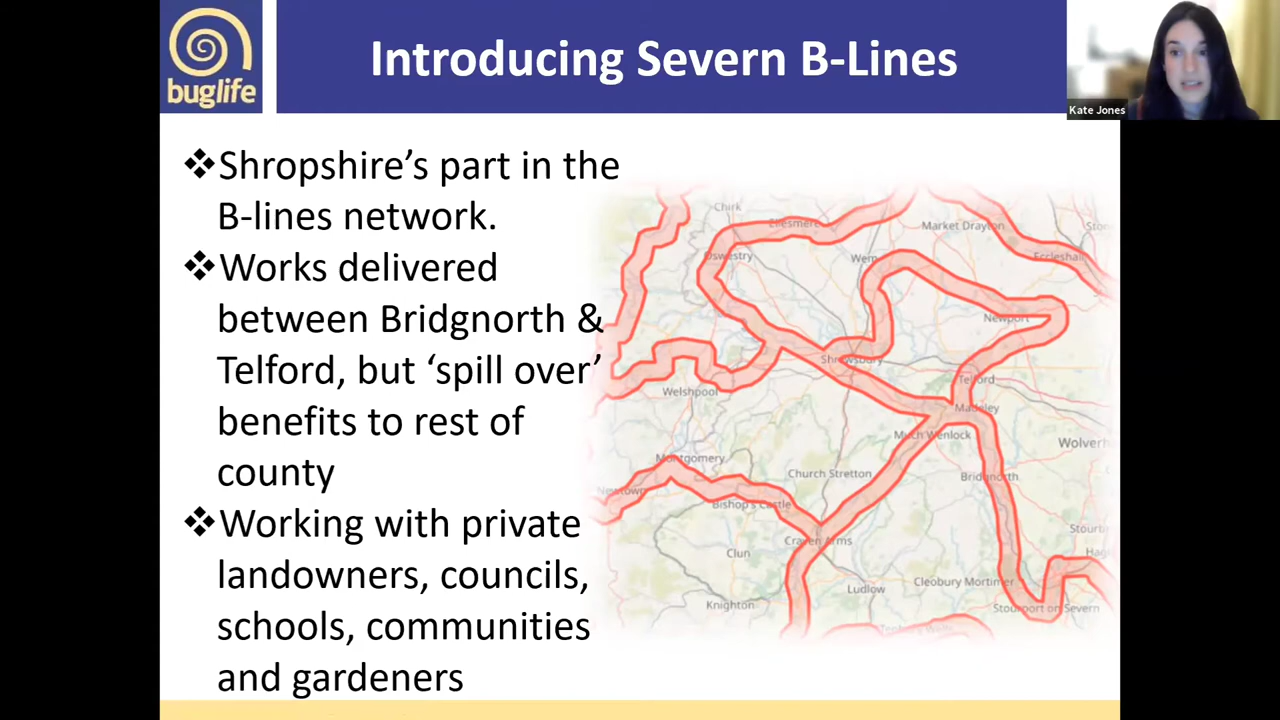 buglife
Introducing Severn B-Lines
Kate Jones
❖Shropshire’s part in the
B-lines network.
❖Works delivered
between Bridgnorth &
Telford, but ‘spill over’
benefits to rest of
county
❖Working with private
landowners, councils,
schools, communities
and gardeners
Chirk
Ellesmere
Market Drayton
Oswestry
Wem
Eccleshall
Newport
Shrewsbury
Telford
Welshpool
Madeley
Much Wenlock
Montgomery
Church Stretton
Bridgnorth
Newtown
Bishop's Castle
Craven Arms
Clun
Cleobury Mortimer
Ludlow
Knighton
Stourport on Severn